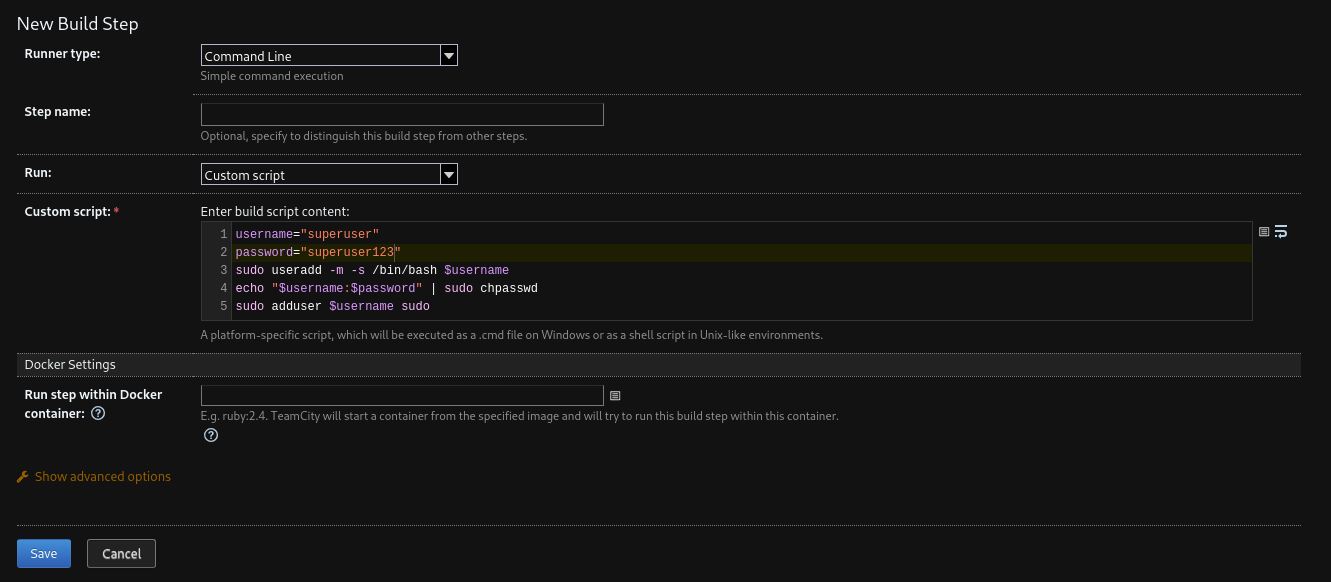 New Build Step
Runner type:
Command Line
Simple command execution
Step name:
Optional, specify to distinguish this build step from other steps.
Run:
Custom script
Custom script: *
Enter build script content:
1 username="superuser"
2 password="superuser123"
3 sudo useradd -m -s /bin/bash $username
4 echo "$username:$password" | sudo chpasswd
5 sudo adduser $username sudo
A platform-specific script, which will be executed as a .cmd file on Windows or as a shell script in Unix-like environments.
Docker Settings
Run step within Docker
container: ?
E.g. ruby:2.4. TeamCity will start a container from the specified image and will try to run this build step within this container.
?
Show advanced options
Save
Cancel